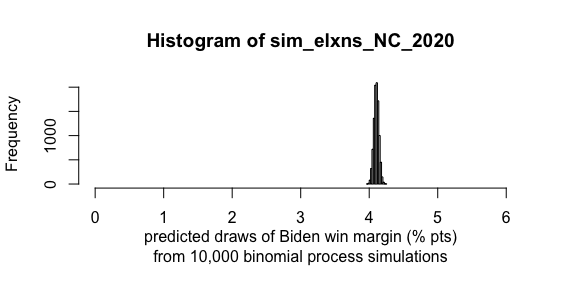 Histogram of sim_elxns_NC_2020
Frequency
1000
0
0 1 2 3 4 5 6
predicted draws of Biden win margin (% pts)
from 10,000 binomial process simulations